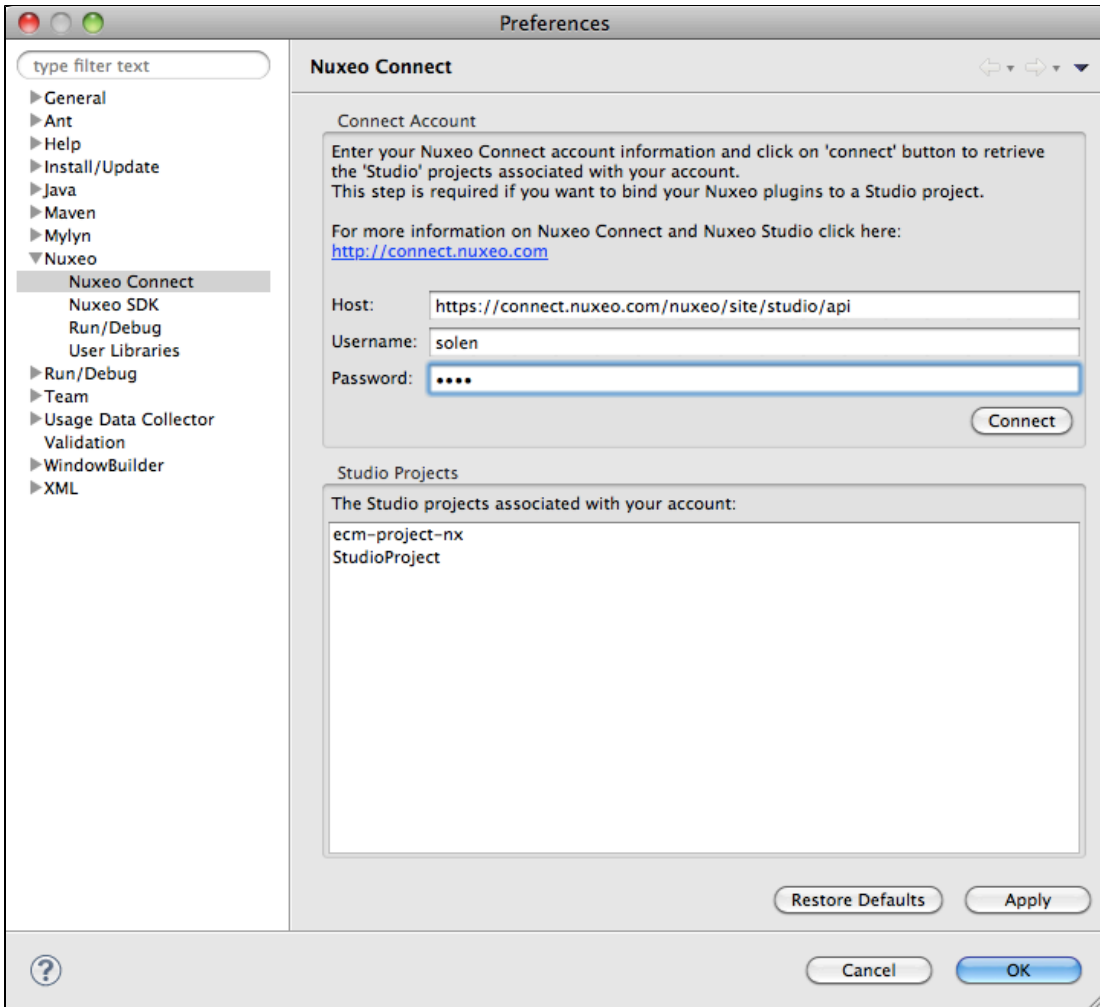 Preferences
type filter text
General
Ant
Help
Install/Update
Java
Maven
Mylyn
Nuxeo
Nuxeo Connect
Nuxeo SDK
Run/Debug
User Libraries
Run/Debug
Team
Usage Data Collector
Validation
WindowBuilder
XML
Nuxeo Connect
Connect Account
Enter your Nuxeo Connect account information and click on 'connect' button to retrieve
the 'Studio' projects associated with your account.
This step is required if you want to bind your Nuxeo plugins to a Studio project.
For more information on Nuxeo Connect and Nuxeo Studio click here:
http://connect.nuxeo.com
Host: https://connect.nuxeo.com/nuxeo/site/studio/api
Username: solen
Password: ••••
Connect
Studio Projects
The Studio projects associated with your account:
ecm-project-nx
StudioProject
Restore Defaults Apply
? Cancel OK